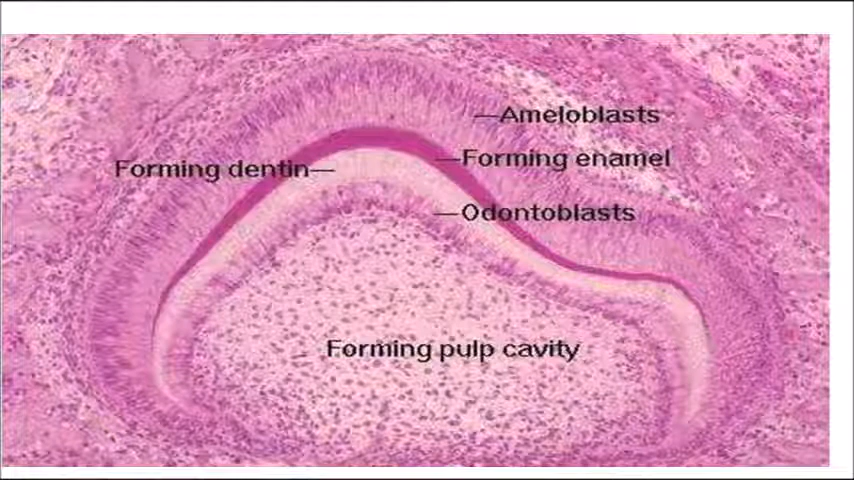 Ameloblasts
Forming enamel
Forming dentin
Odontoblasts
Forming pulp cavity